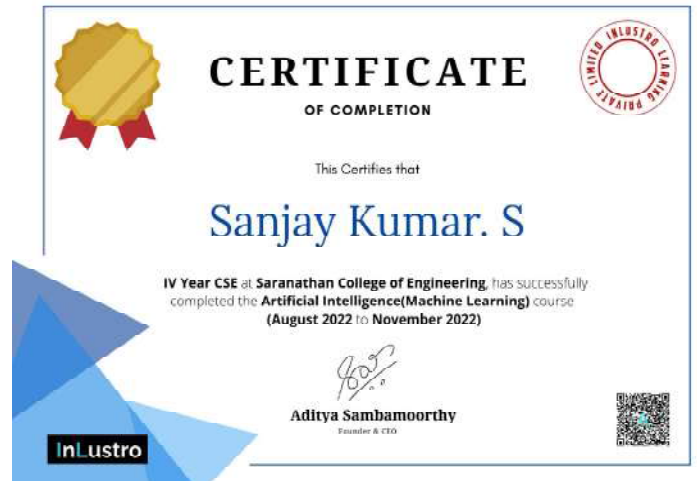 CERTIFICATE
OF COMPLETION
INLUSTRO LEARNING PRIVATE LIMITED
This Certifies that
Sanjay Kumar. S
IV Year CSE at Saranathan College of Engineering, has successfully
completed the Artificial Intelligence(Machine Learning) course
(August 2022 to November 2022)
Aditya Sambamoorthy
Founder & CEO
InLustro